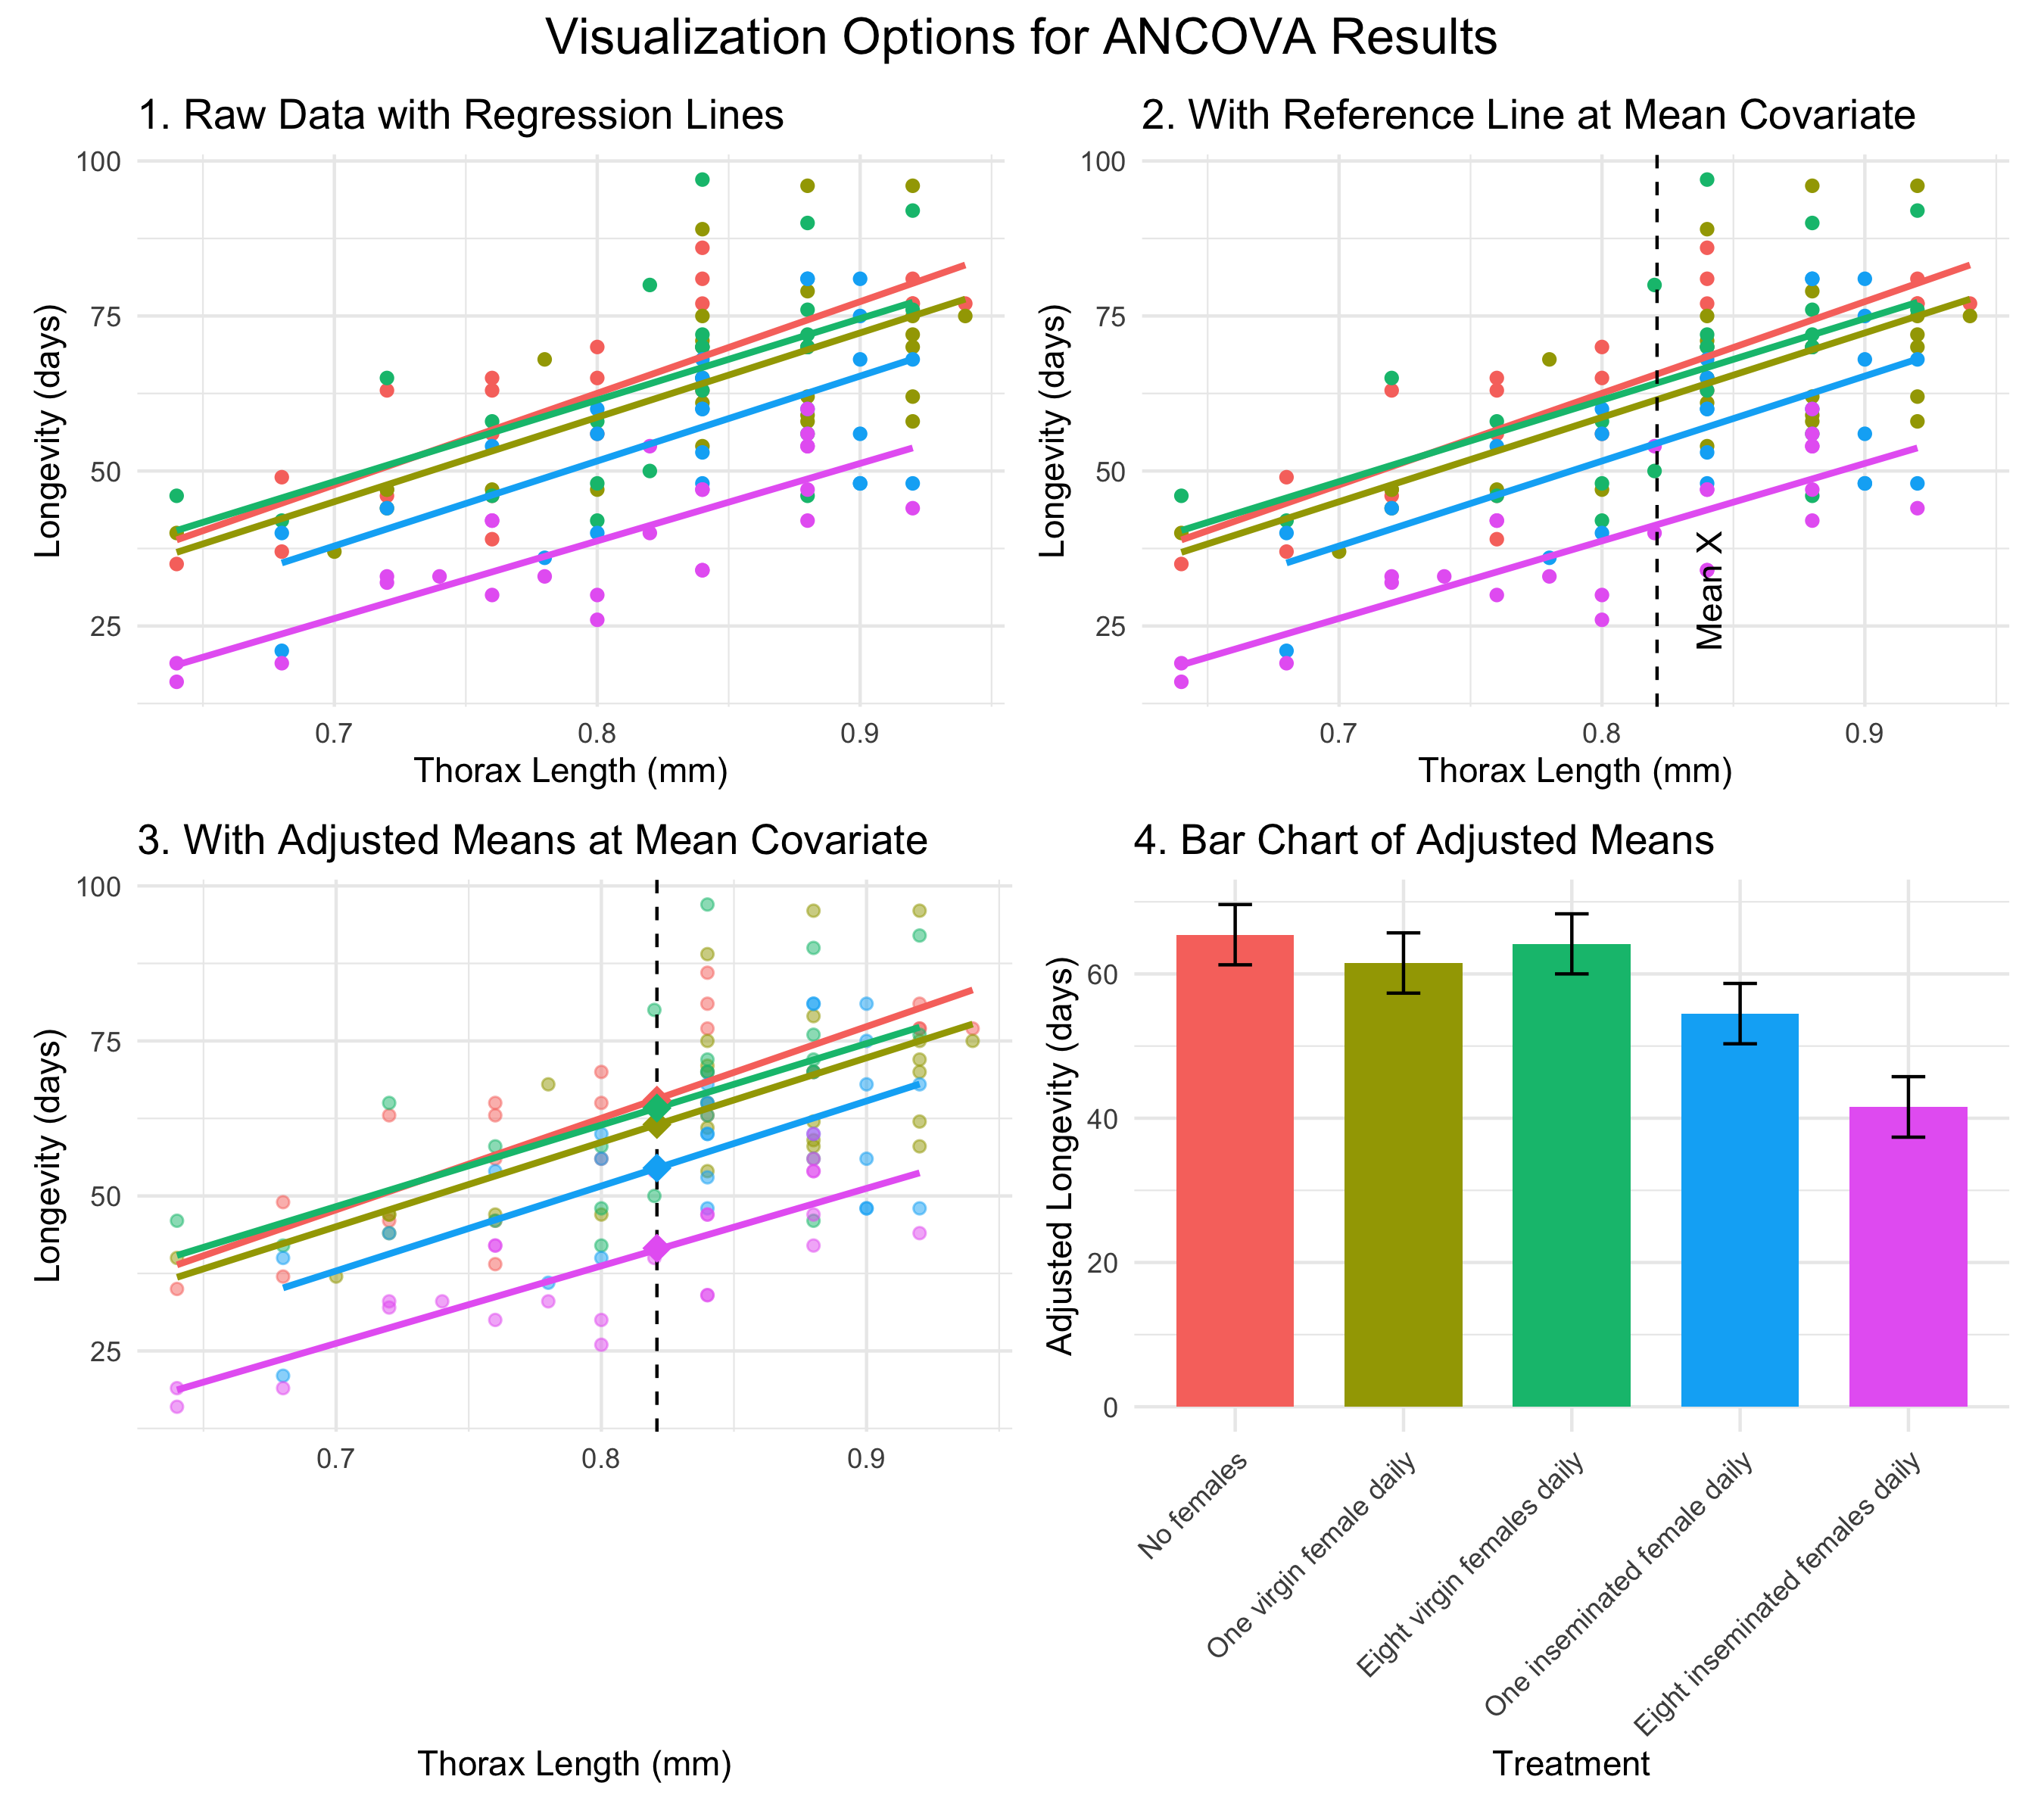 Visualization Options for ANCOVA Results
1. Raw Data with Regression Lines
100
75
50
25
Longevity (days)
0.7 0.8 0.9
Thorax Length (mm)
2. With Reference Line at Mean Covariate
100
75
50
25
Longevity (days)
Mean X
0.7 0.8 0.9
Thorax Length (mm)
3. With Adjusted Means at Mean Covariate
100
75
50
25
Longevity (days)
0.7 0.8 0.9
Thorax Length (mm)
4. Bar Chart of Adjusted Means
60
40
20
0
Adjusted Longevity (days)
No females
One virgin female daily
Eight virgin females daily
One inseminated female daily
Eight inseminated females daily
Treatment